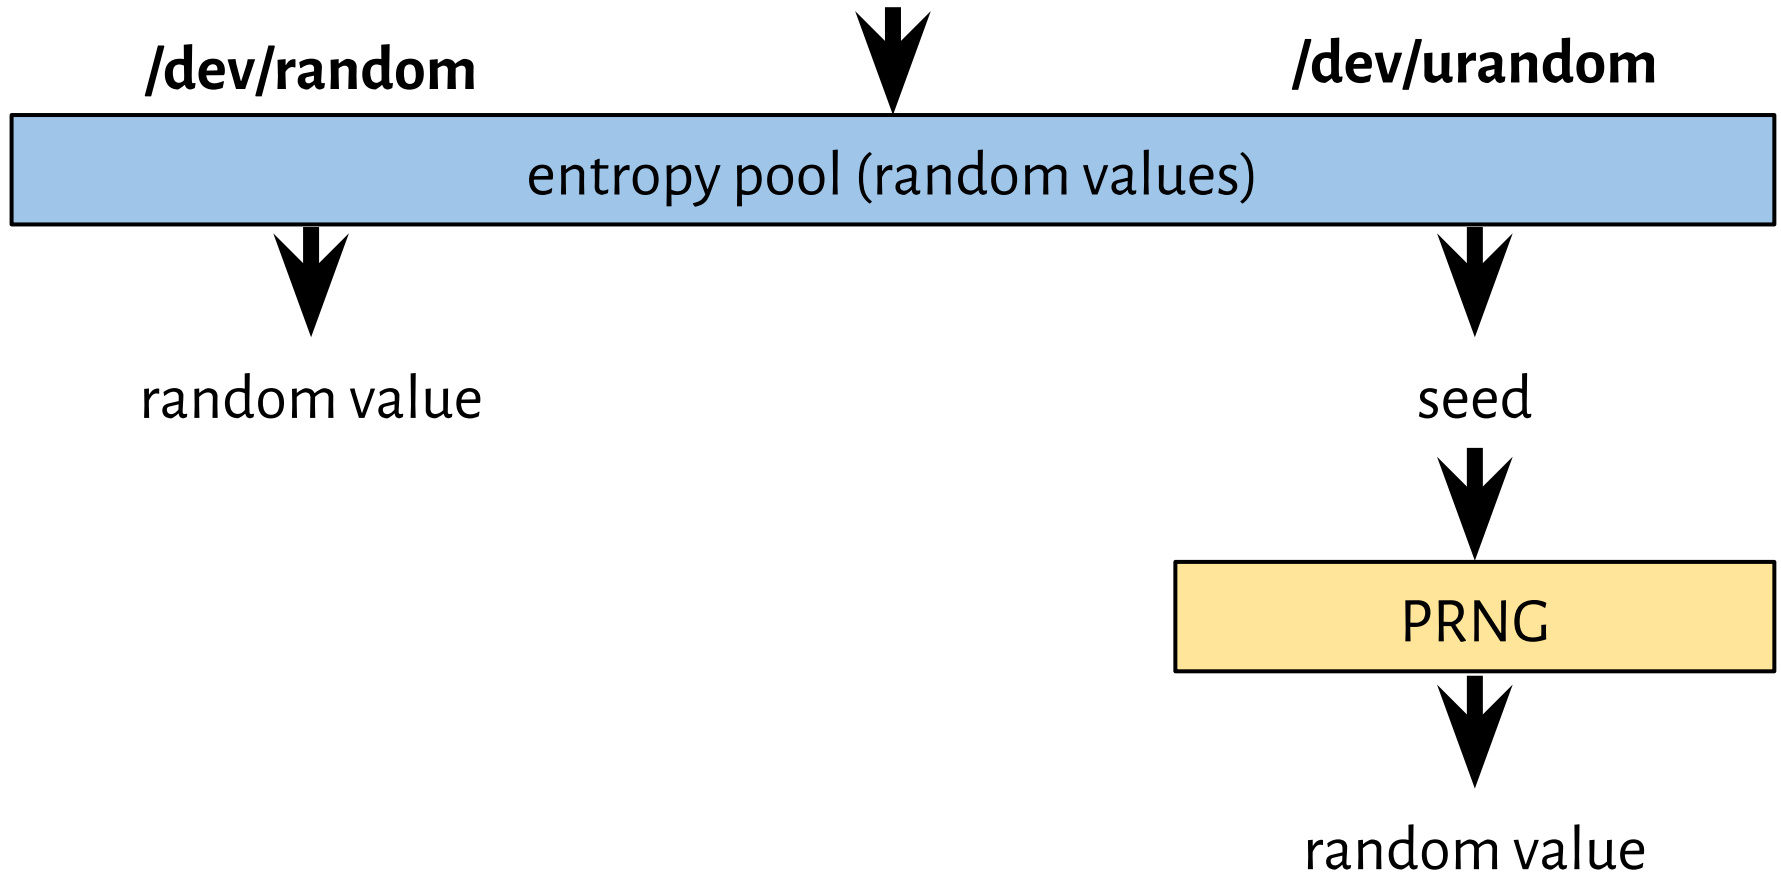 /dev/random
/dev/urandom
entropy pool (random values)
random value
seed
PRNG
random value